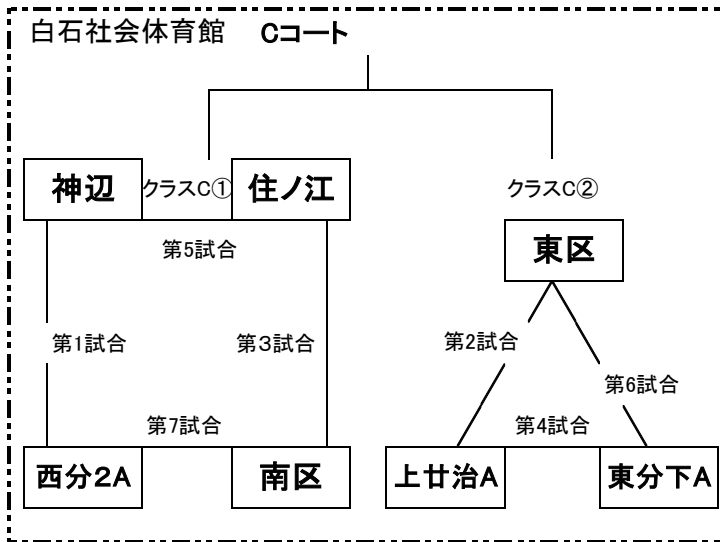 白石社会体育館 Cコート
神辺 クラスC① 住ノ江 クラスC②
第5試合
東区
第1試合 第３試合 第2試合
第6試合
第7試合 第4試合
西分２A 南区 上廿治A 東分下A